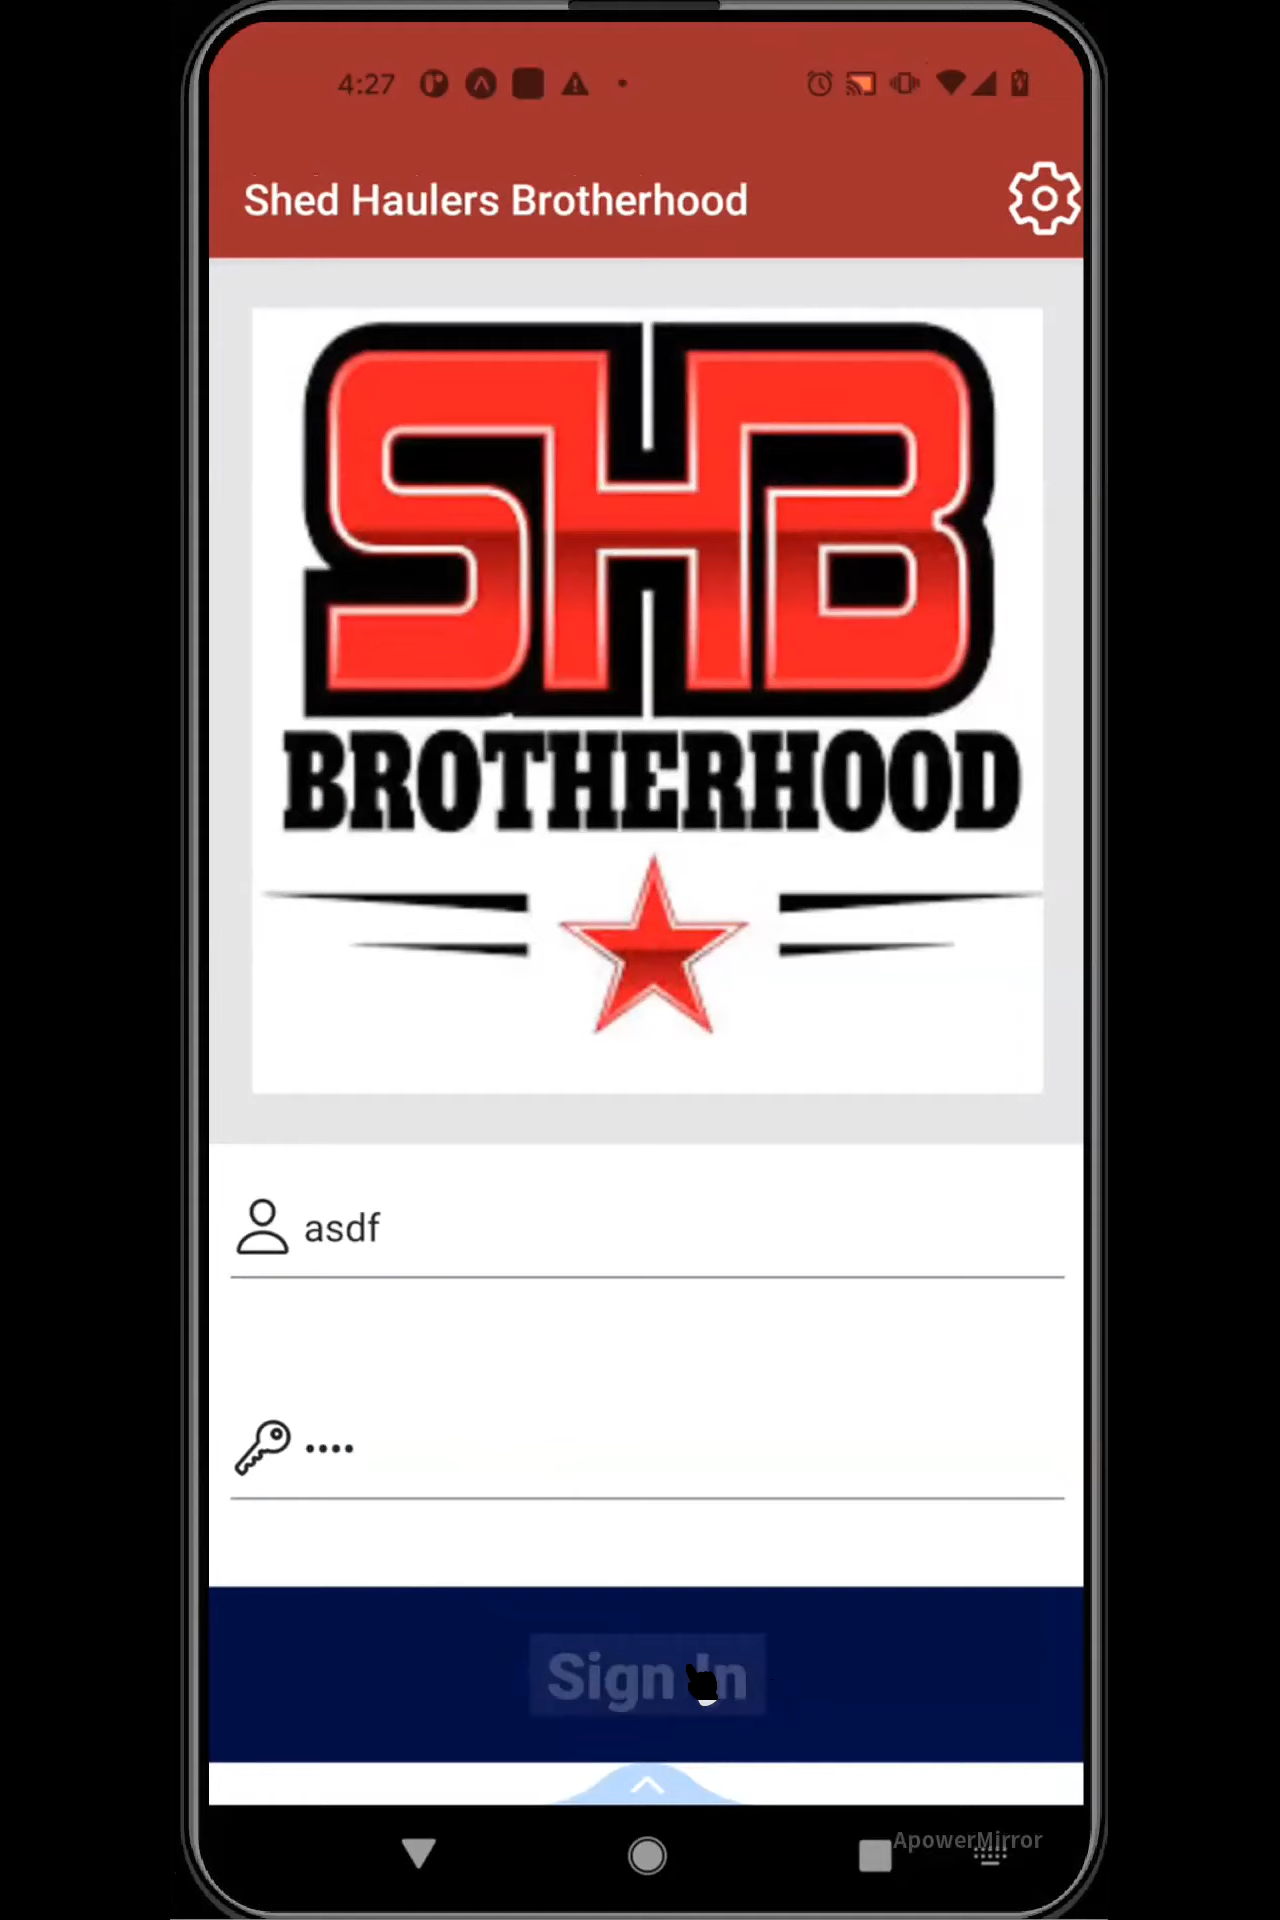 4:27
Shed Haulers Brotherhood
SHB
BROTHERHOOD
asdf
••••
Sign In
ApowerMirror